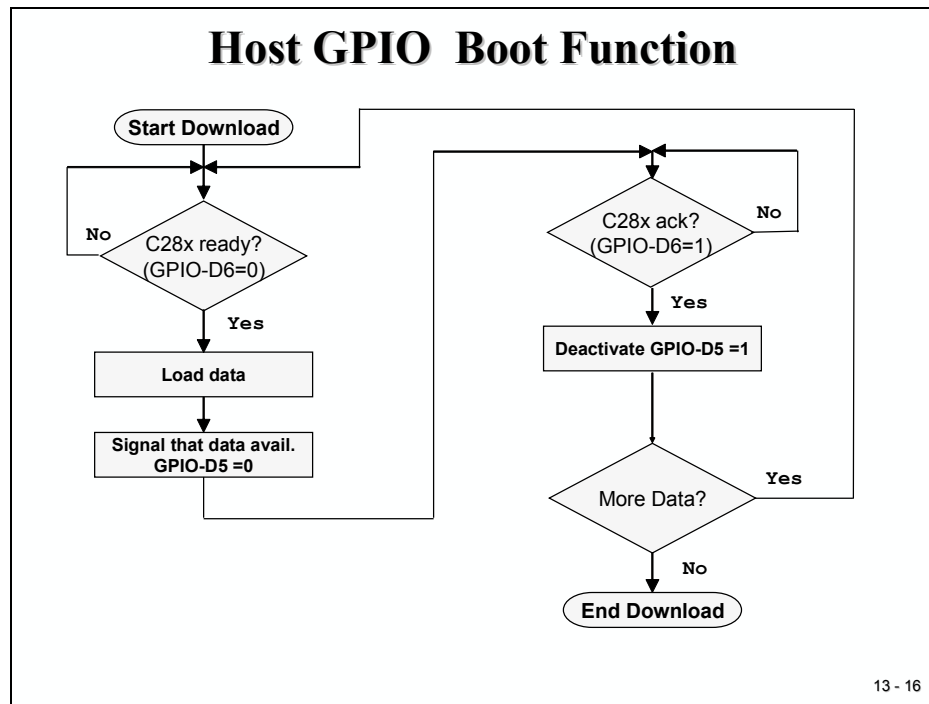 Host GPIO Boot Function
Start Download
No
C28x ready?
(GPIO-D6=0)
Yes
Load data
Signal that data avail.
GPIO-D5 =0
C28x ack?
(GPIO-D6=1)
No
Yes
Deactivate GPIO-D5 =1
More Data?
Yes
No
End Download
13 - 16